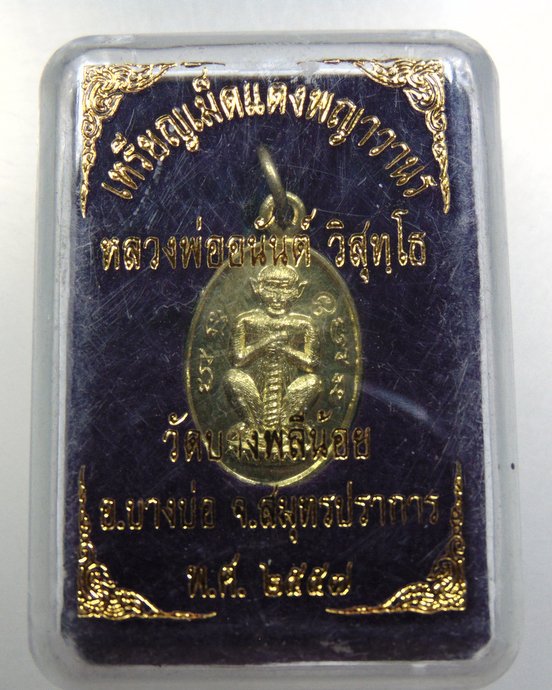 เหรียญเม็ดแตงพญาวานร
หลวงพ่ออนันต์ วิสุทฺโธ
วัดบางพลีน้อย
อ.บางบ่อ จ.สมุทรปราการ
พ.ศ. ๒๕๕๗